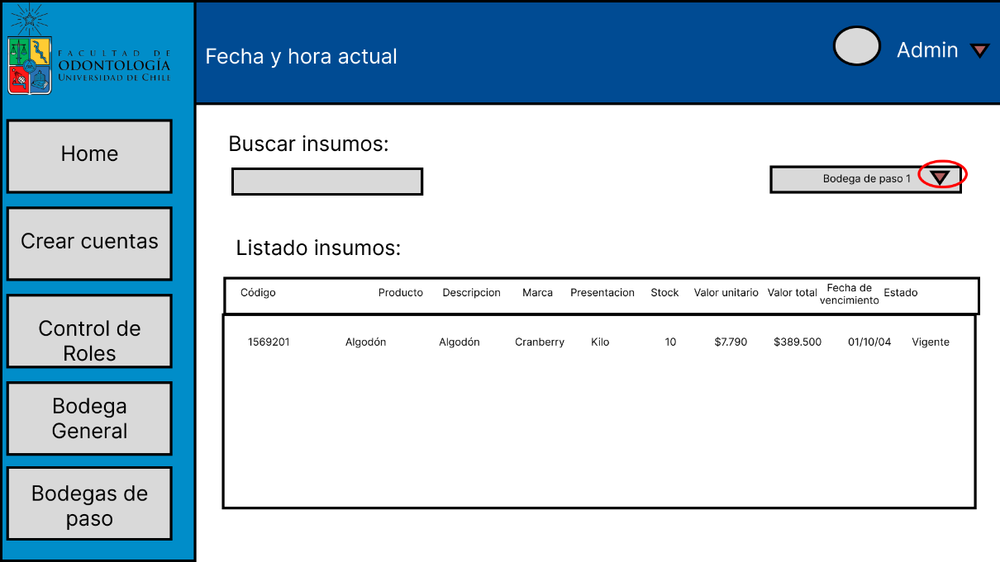 FACULTAD DE
ODONTOLOGÍA
UNIVERSIDAD DE CHILE
Fecha y hora actual
Admin
Home
Crear cuentas
Control de
Roles
Bodega
General
Bodegas de
paso
Buscar insumos:
Bodega de paso 1
Listado insumos:
Código Producto Descripcion Marca Presentacion Stock Valor unitario Valor total Fecha de vencimiento Estado
1569201 Algodón Algodón Cranberry Kilo 10 $7.790 $389.500 01/10/04 Vigente